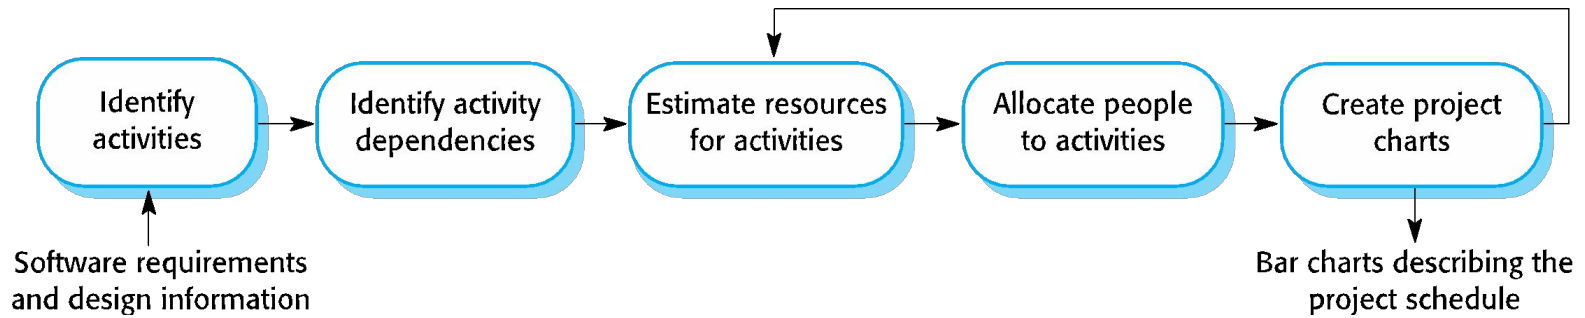 Identify
activities
Identify activity
dependencies
Estimate resources
for activities
Allocate people
to activities
Create project
charts
Software requirements
and design information
Bar charts describing the
project schedule